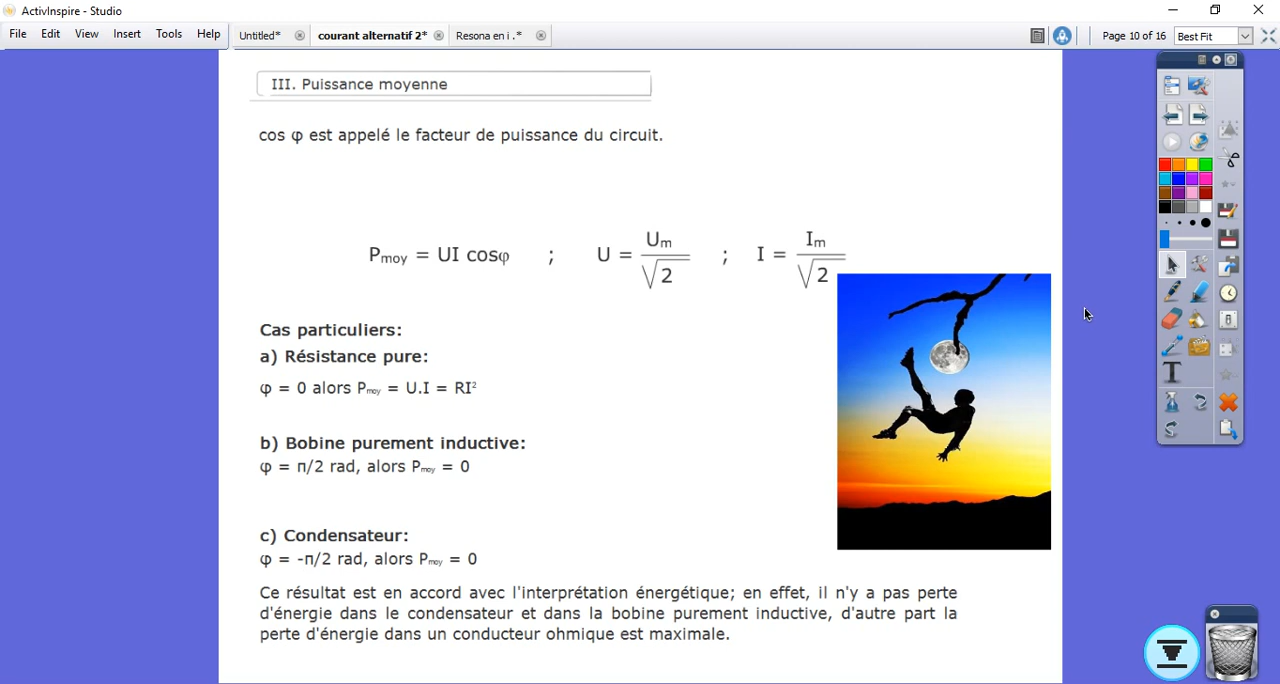 ActivInspire - Studio
File Edit View Insert Tools Help Untitled* courant alternatif 2* Resona en i .* Page 10 of 16 Best Fit
III. Puissance moyenne
cos φ est appelé le facteur de puissance du circuit.
Pmoy = UI cosφ ; U = Um/√2 ; I = Im/√2
Cas particuliers:
a) Résistance pure:
φ = 0 alors Pmoy = U.I = RI²
b) Bobine purement inductive:
φ = π/2 rad, alors Pmoy = 0
c) Condensateur:
φ = -π/2 rad, alors Pmoy = 0
Ce résultat est en accord avec l'interprétation énergétique; en effet, il n'y a pas perte
d'énergie dans le condensateur et dans la bobine purement inductive, d'autre part la
perte d'énergie dans un conducteur ohmique est maximale.
T